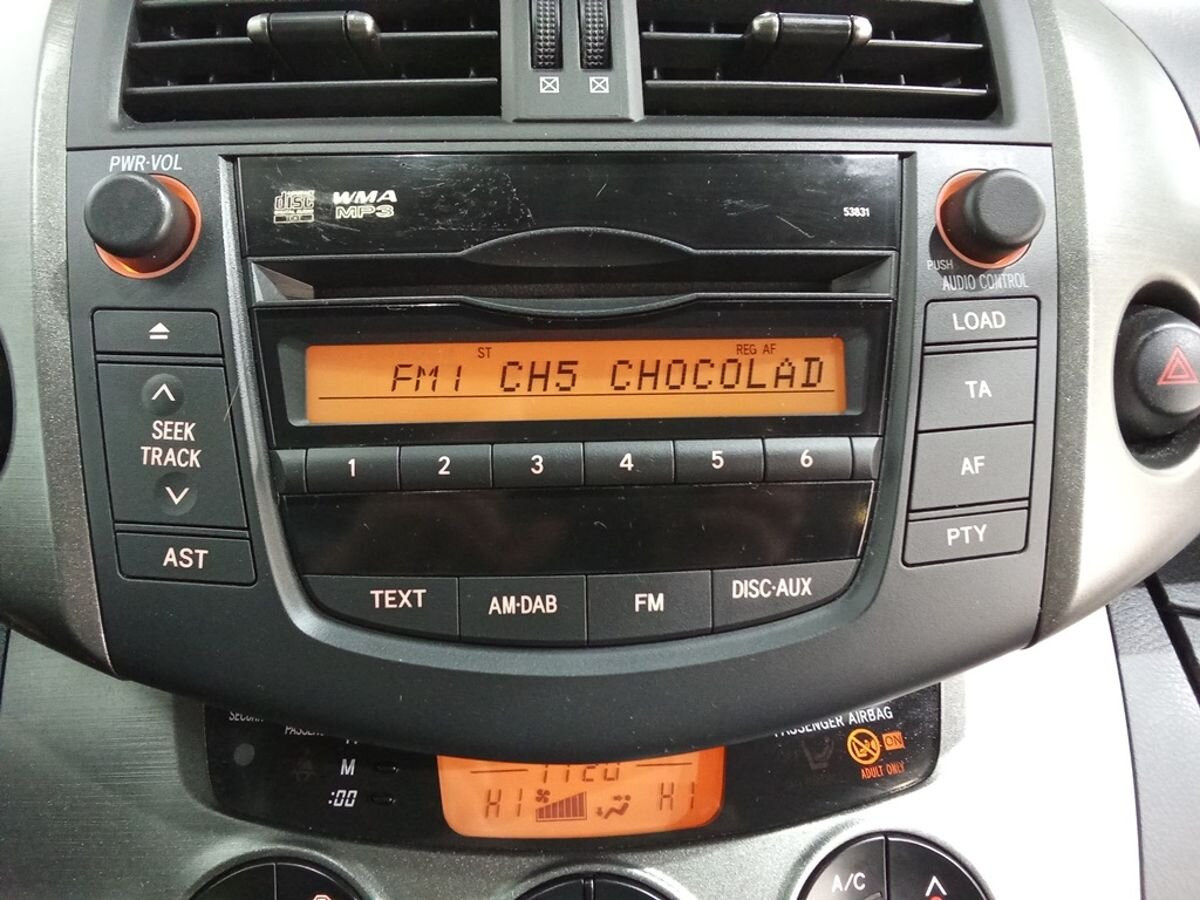 PWR·VOL
disc
WMA
MP3
53831
PUSH
AUDIO CONTROL
ST
REG AF
FM1 CH5 CHOCOLAD
LOAD
TA
AF
PTY
SEEK
TRACK
AST
1 2 3 4 5 6
TEXT
AM·DAB
FM
DISC·AUX
PASSENGER AIRBAG
ON
ADULT ONLY
M
:00
HI
HI
A/C